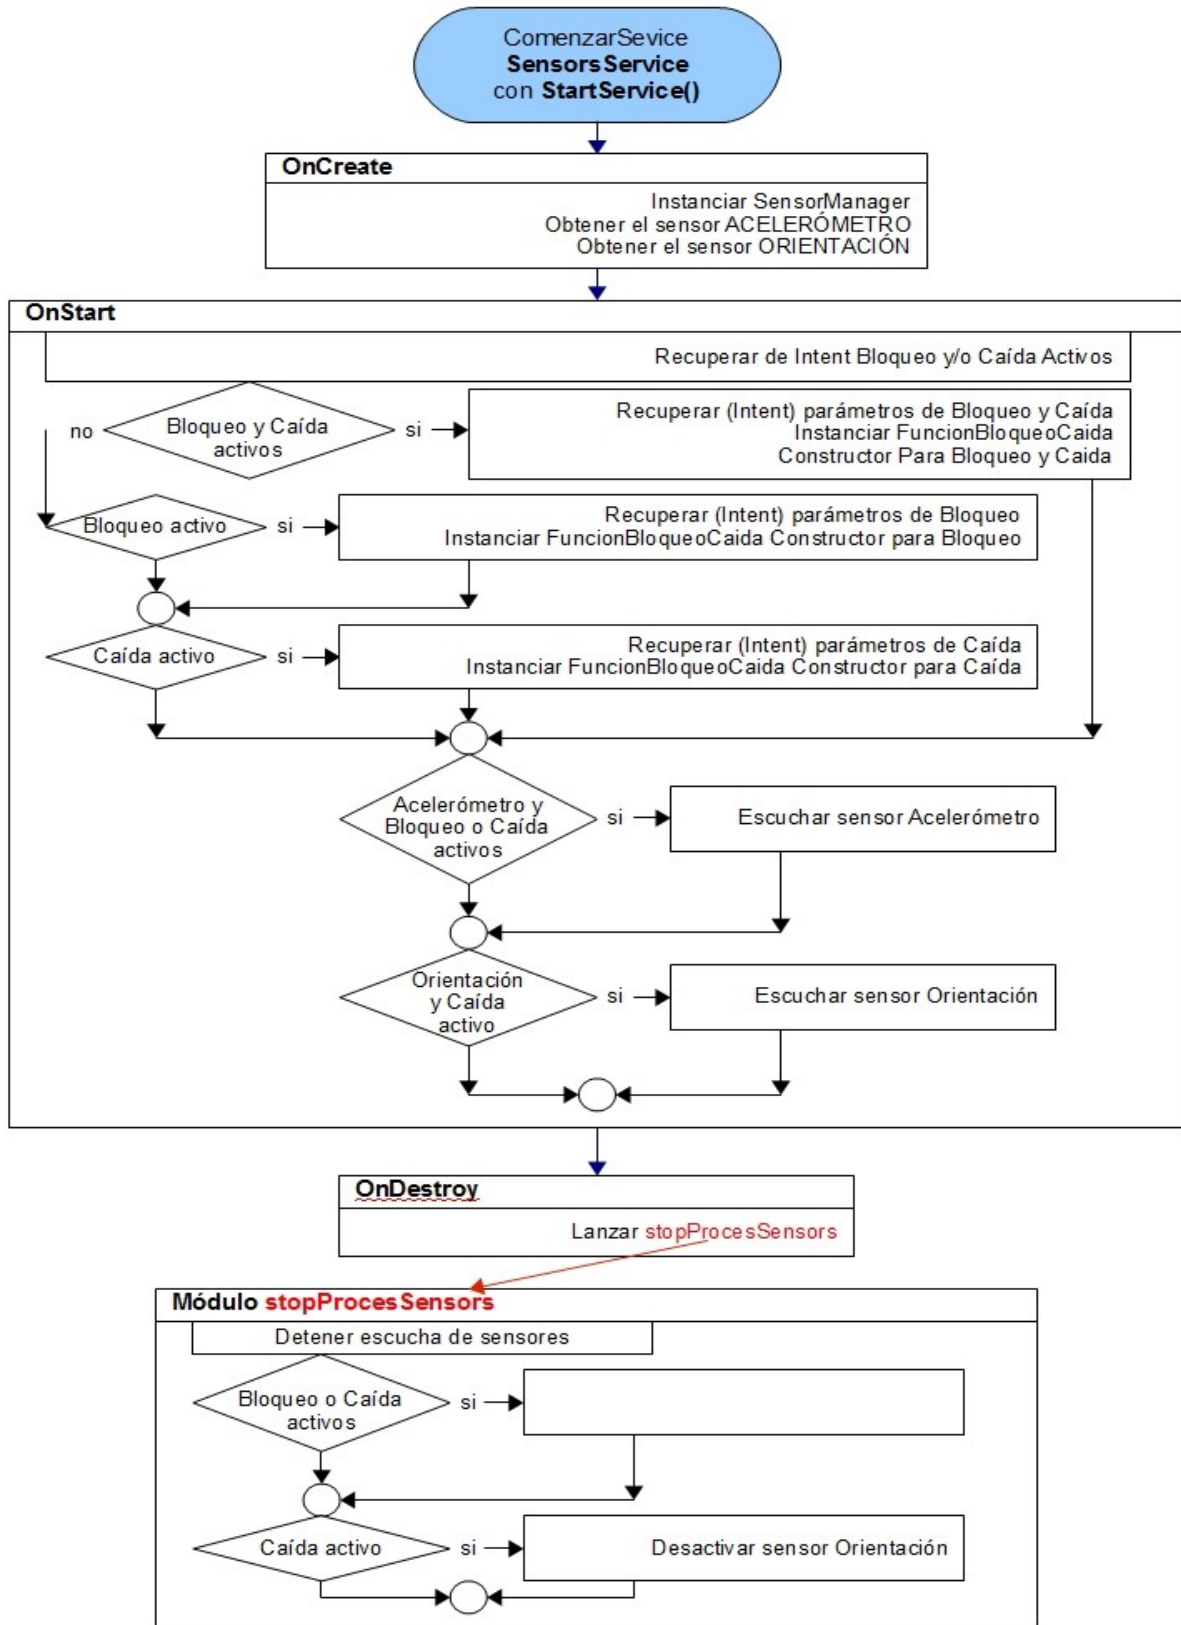 ComenzarSevice
SensorsService
con StartService()
OnCreate
Instanciar SensorManager
Obtener el sensor ACELERÓMETRO
Obtener el sensor ORIENTACIÓN
OnStart
Recuperar de Intent Bloqueo y/o Caída Activos
Bloqueo y Caída
activos
no
si
Recuperar (Intent) parámetros de Bloqueo y Caída
Instanciar FuncionBloqueoCaida
Constructor Para Bloqueo y Caida
Bloqueo activo
si
Recuperar (Intent) parámetros de Bloqueo
Instanciar FuncionBloqueoCaida Constructor para Bloqueo
Caída activo
si
Recuperar (Intent) parámetros de Caída
Instanciar FuncionBloqueoCaida Constructor para Caída
Acelerómetro y
Bloqueo o Caída
activos
si
Escuchar sensor Acelerómetro
Orientación
y Caída
activo
si
Escuchar sensor Orientación
OnDestroy
Lanzar stopProcesSensors
Módulo stopProcesSensors
Detener escucha de sensores
Bloqueo o Caída
activos
si
Caída activo
si
Desactivar sensor Orientación